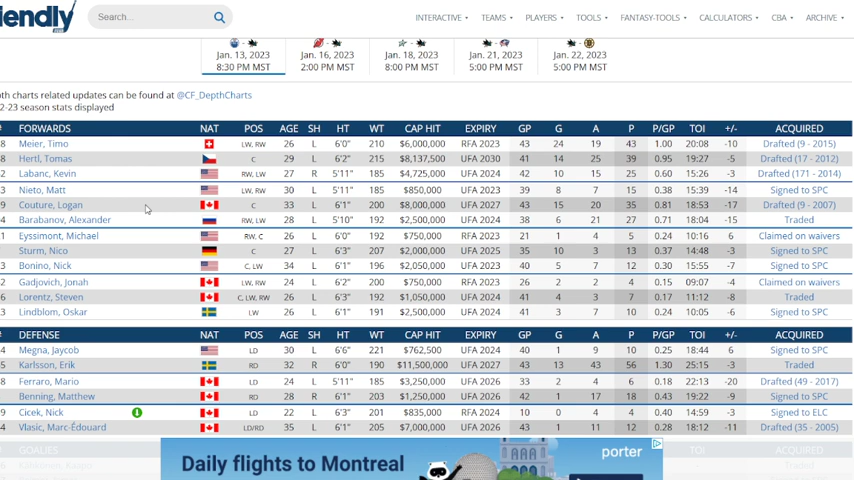 iendly
Search...
INTERACTIVE TEAMS PLAYERS TOOLS FANTASY-TOOLS CALCULATORS CBA ARCHIVE
Jan. 13, 2023 Jan. 16, 2023 Jan. 18, 2023 Jan. 21, 2023 Jan. 22, 2023
8:30 PM MST 2:00 PM MST 8:00 PM MST 5:00 PM MST 5:00 PM MST
pth charts related updates can be found at @CF_DepthCharts
2-23 season stats displayed
# FORWARDS NAT POS AGE SH HT WT CAP HIT EXPIRY GP G A P P/GP TOI +/- ACQUIRED
8 Meier, Timo LW, RW 26 L 6'0" 210 $6,000,000 RFA 2023 43 24 19 43 1.00 20:08 -10 Drafted (9 - 2015)
8 Hertl, Tomas C 29 L 6'2" 215 $8,137,500 UFA 2030 41 14 25 39 0.95 19:27 -5 Drafted (17 - 2012)
2 Labanc, Kevin RW, LW 27 R 5'11" 185 $4,725,000 UFA 2024 42 10 15 25 0.60 15:26 -3 Drafted (171 - 2014)
3 Nieto, Matt LW, RW 30 L 5'11" 185 $850,000 UFA 2023 39 8 7 15 0.38 15:39 -14 Signed to SPC
9 Couture, Logan C 33 L 6'1" 200 $8,000,000 UFA 2027 43 15 20 35 0.81 18:53 -17 Drafted (9 - 2007)
4 Barabanov, Alexander RW, LW 28 L 5'10" 192 $2,500,000 UFA 2024 38 6 21 27 0.71 18:04 -15 Traded
1 Eyssimont, Michael RW, C 26 L 6'0" 192 $750,000 RFA 2023 21 1 4 5 0.24 10:16 6 Claimed on waivers
Sturm, Nico C 27 L 6'3" 207 $2,000,000 UFA 2025 35 10 3 13 0.37 14:48 -3 Signed to SPC
3 Bonino, Nick C, LW 34 L 6'1" 196 $2,050,000 UFA 2023 40 5 7 12 0.30 15:55 -7 Signed to SPC
2 Gadjovich, Jonah LW 24 L 6'2" 200 $750,000 RFA 2023 26 2 2 4 0.15 09:07 -4 Claimed on waivers
6 Lorentz, Steven C, LW, RW 26 L 6'3" 192 $1,050,000 UFA 2024 41 4 3 7 0.17 11:12 -8 Traded
3 Lindblom, Oskar LW 26 L 6'1" 191 $2,500,000 UFA 2024 41 3 7 10 0.24 10:05 -6 Signed to SPC
# DEFENSE NAT POS AGE SH HT WT CAP HIT EXPIRY GP G A P P/GP TOI +/- ACQUIRED
4 Megna, Jaycob LD 30 L 6'6" 221 $762,500 UFA 2024 40 1 9 10 0.25 18:44 6 Signed to SPC
5 Karlsson, Erik RD 32 R 6'0" 190 $11,500,000 UFA 2027 43 13 43 56 1.30 25:15 -3 Traded
8 Ferraro, Mario LD 24 L 5'11" 185 $3,250,000 UFA 2026 33 2 4 6 0.18 22:13 -20 Drafted (49 - 2017)
Benning, Matthew RD 28 R 6'1" 203 $1,250,000 UFA 2026 42 1 17 18 0.43 19:22 -9 Signed to SPC
9 Cicek, Nick LD 22 L 6'3" 201 $835,000 RFA 2024 10 0 4 4 0.40 14:59 -3 Signed to ELC
4 Vlasic, Marc-Édouard LD/RD 35 L 6'1" 205 $7,000,000 UFA 2026 43 1 11 12 0.28 18:12 -11 Drafted (35 - 2005)
# GOALIES TOI +/- ACQUIRED
Traded
porter
Daily flights to Montreal